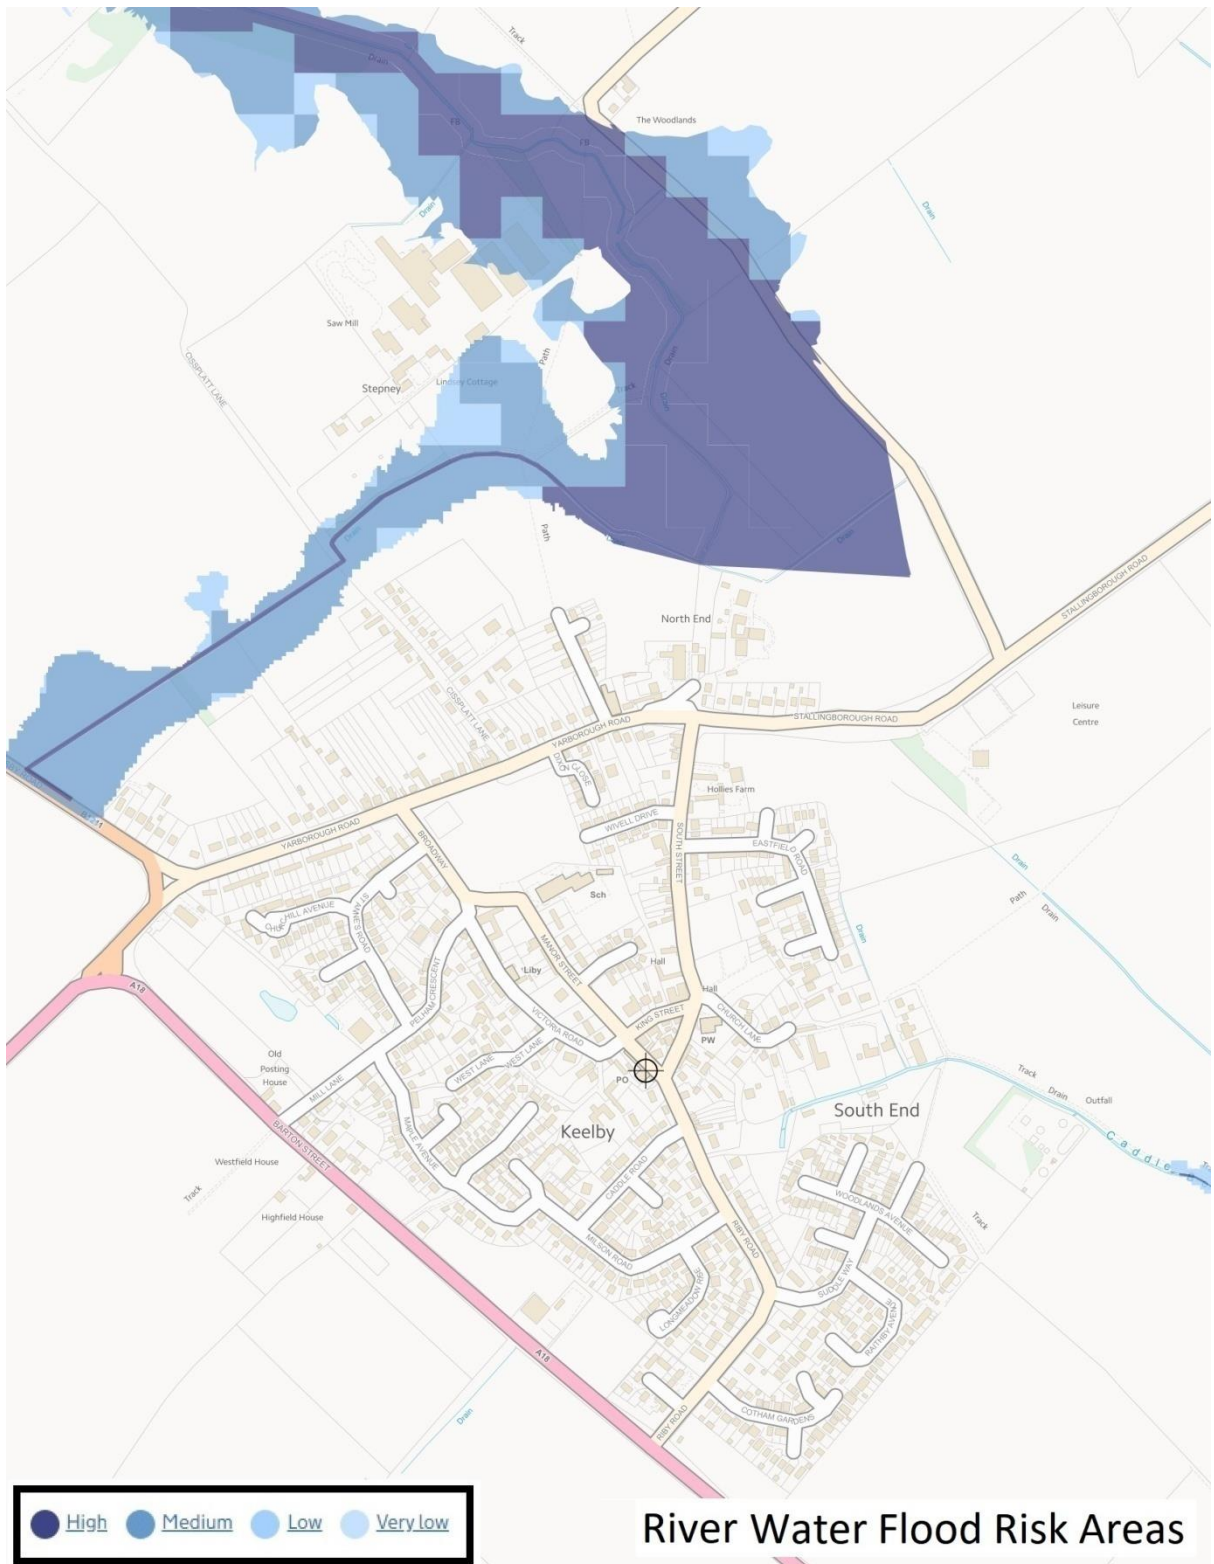 Track
Drain
FB
FB
The Woodlands
Drain
Drain
Saw Mill
CISSPLATT LANE
Path
Stepney
Lindsey Cottage
Track
Drain
Drain
Drain
Path
Drain
STALLINGBOROUGH ROAD
North End
CISSPLATT LANE
Leisure
Centre
YARBOROUGH ROAD
STALLINGBOROUGH ROAD
DIXON CLOSE
Hollies Farm
WIVELL DRIVE
SOUTH STREET
YARBOROUGH ROAD
BROADWAY
EASTFIELD ROAD
Drain
Sch
Path
Drain
ST ANNE'S ROAD
MANOR STREET
Drain
PELHAM CRESCENT
Liby
Hall
Hall
A18
KING STREET
CHURCH LANE
VICTORIA ROAD
PW
WEST LANE
WEST LANE
Old
Posting
House
MILL LANE
PO
Track
Drain
Outfall
South End
Keelby
BARTON STREET
MAPLE AVENUE
Westfield House
Track
CADDLE ROAD
WOODLANDS AVENUE
Highfield House
Track
RIBY ROAD
MILSON ROAD
SUDDLE WAY
RAITHBY AVENUE
A18
COTHAM GARDENS
Drain
RIBY ROAD
High Medium Low Very low
River Water Flood Risk Areas